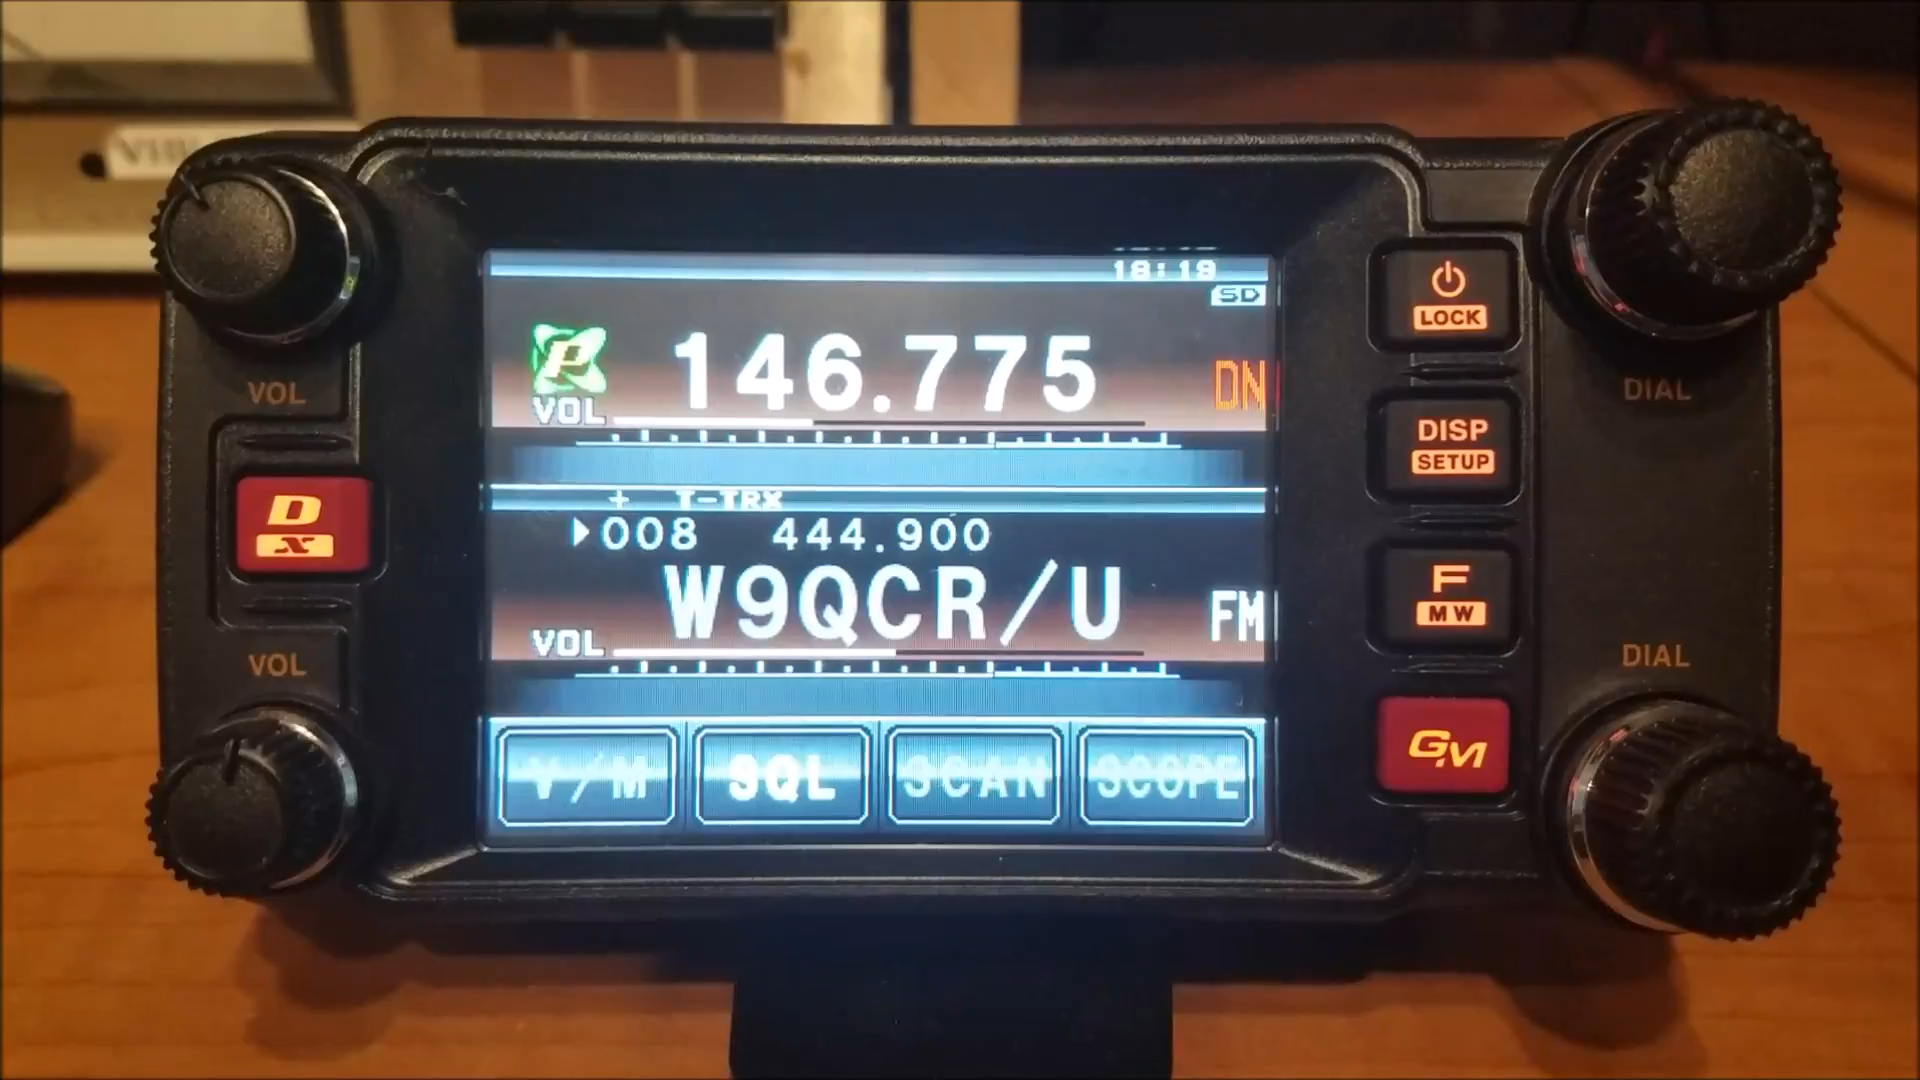 18:19
SD
P
146.775
DN
VOL
+ T-TRX
008 444.900
W9QCR/U
FM
VOL
V/M SQL SCAN SCOPE
VOL
D
X
VOL
LOCK
DISP
SETUP
F
MW
GM
DIAL
DIAL